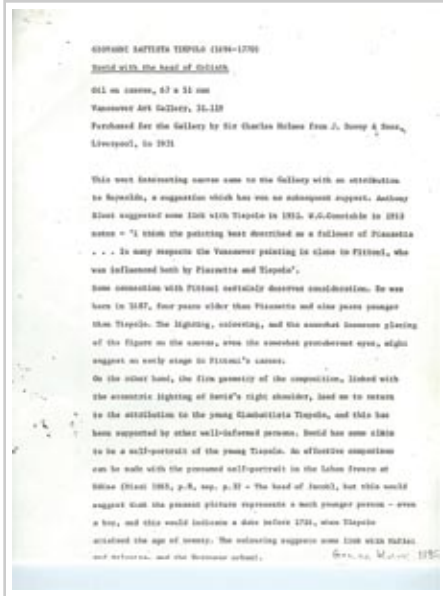 GIOVANNI BATTISTA TIEPOLO (1696-1770)
David with the head of Goliath
Oil on canvas, 67 x 51 cm
Vancouver Art Gallery, 31.119
Purchased for the Gallery by Sir Charles Holmes from J. Davey & Sons,
Liverpool, in 1931
This most interesting canvas came to the Gallery with an attribution
to Reynolds, a suggestion which has won no subsequent support. Anthony
Blunt suggested some link with Tiepolo in 1952. W.G.Constable in 1953
notes - 'I think the painting best described as a follower of Piazzetta
. . . In many respects the Vancouver painting is close to Pittoni, who
was influenced both by Piazzetta and Tiepolo'.
Some connection with Pittoni certainly deserves consideration. He was
born in 1687, four years older than Piazzetta and nine years younger
than Tiepolo. The lighting, colouring, and the somewhat insecure placing
of the figure on the canvas, even the somewhat protuberant eyes, might
suggest an early stage in Pittoni's career.
On the other hand, the firm geometry of the composition, linked with
the eccentric lighting of David's right shoulder, lead me to return
to the attribution to the young Giambattista Tiepolo, and this has
been supported by other well-informed persons. David has some claim
to be a self-portrait of the young Tiepolo. An effective comparison
can be made with the presumed self-portrait in the Laban fresco at
Udine - The head of Jacob), but this would
suggest that the present picture represents a much younger person - even
a boy, and this would indicate a date before 1716, when Tiepolo
attained the age of twenty. The colouring suggests some link with
and and the Venetian school.